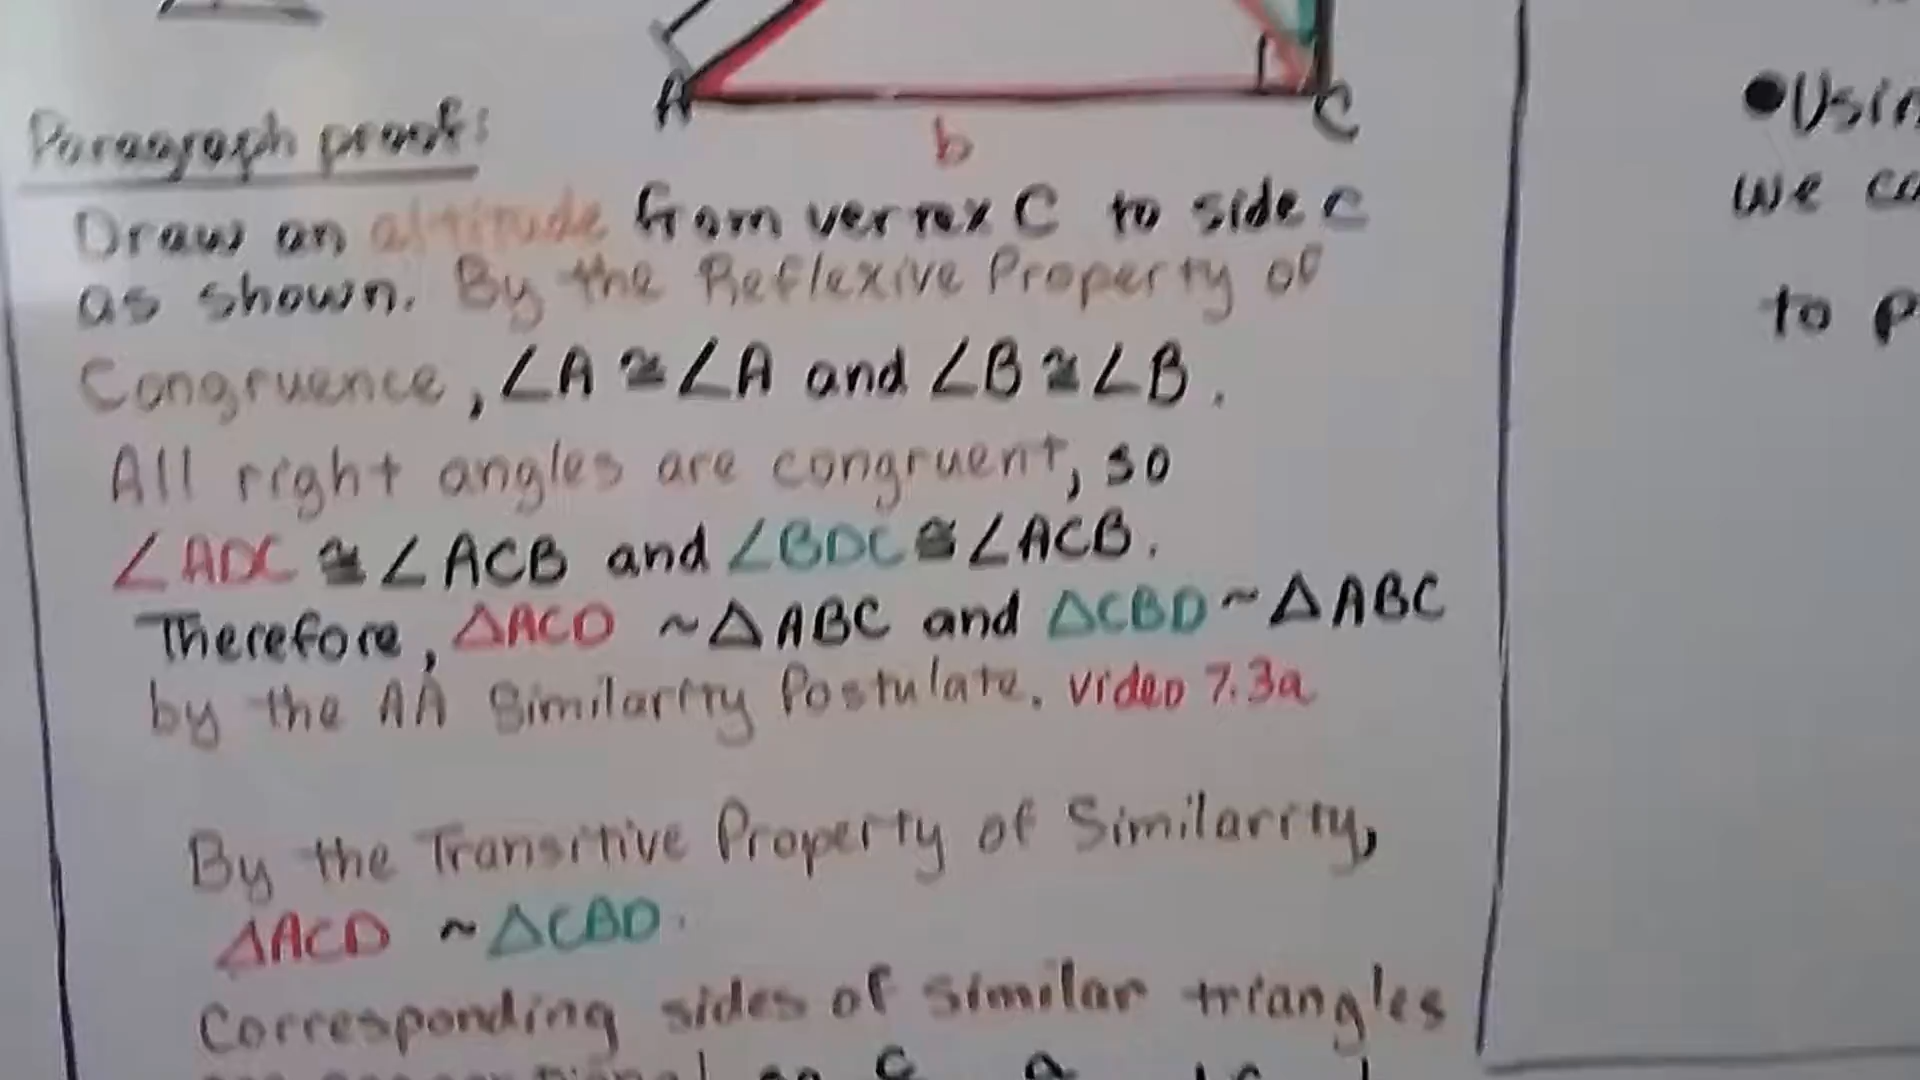 A
C
b
Paragraph proof:
Draw an altitude from vertex C to side c
as shown. By the Reflexive Property of
Congruence, ∠A ≅ ∠A and ∠B ≅ ∠B.
All right angles are congruent, so
∠ADC ≅ ∠ACB and ∠BDC ≅ ∠ACB.
Therefore, △ACD ~ △ABC and △CBD ~ △ABC
by the AA Similarity Postulate. video 7.3a
By the Transitive Property of Similarity,
△ACD ~ △CBD.
Corresponding sides of similar triangles
●Usin
we ca
to p